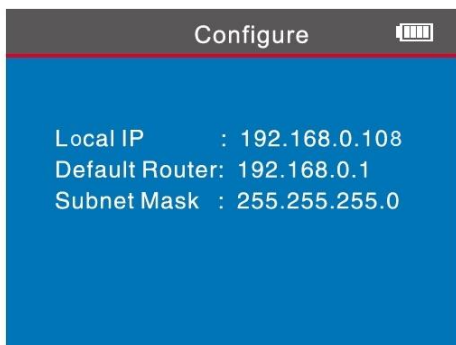 Configure
Local IP : 192.168.0.108
Default Router: 192.168.0.1
Subnet Mask : 255.255.255.0